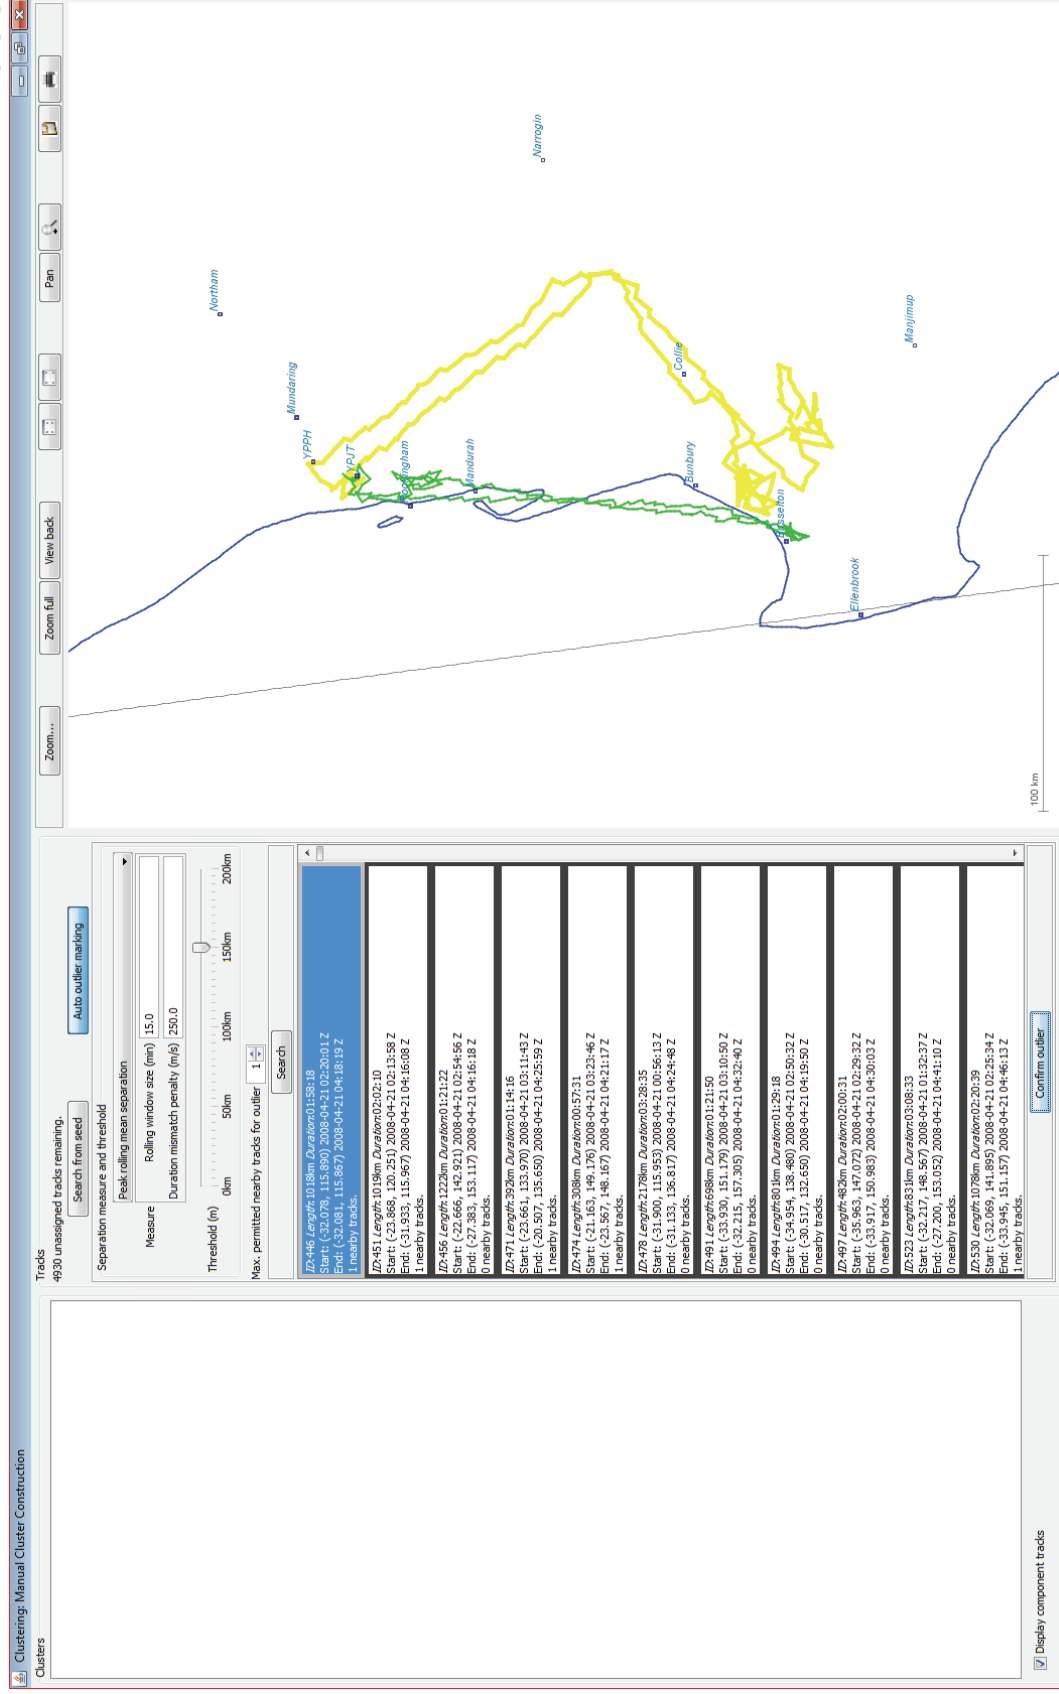 Clustering: Manual Cluster Construction
Clusters
Display component tracks
Tracks
4930 unassigned tracks remaining.
Search from seed
Auto outlier marking
Separation measure and threshold
Measure
Peak rolling mean separation
Rolling window size (min) 15.0
Duration mismatch penalty (m/s) 250.0
Threshold (m)
0km 50km 100km 150km 200km
Max. permitted nearby tracks for outlier 1
Search
ID:446 Length:1018km Duration:01:58:18
Start: (-32.078, 115.890) 2008-04-21 02:20:01 Z
End: (-32.081, 115.867) 2008-04-21 04:18:19 Z
1 nearby tracks.
ID:451 Length:1019km Duration:02:02:10
Start: (-23.868, 120.251) 2008-04-21 02:13:58 Z
End: (-31.933, 115.967) 2008-04-21 04:16:08 Z
1 nearby tracks.
ID:456 Length:1222km Duration:01:21:22
Start: (-22.666, 142.921) 2008-04-21 02:54:56 Z
End: (-27.383, 153.117) 2008-04-21 04:16:18 Z
0 nearby tracks.
ID:471 Length:392km Duration:01:14:16
Start: (-23.661, 133.970) 2008-04-21 03:11:43 Z
End: (-20.507, 135.650) 2008-04-21 04:25:59 Z
1 nearby tracks.
ID:474 Length:308km Duration:00:57:31
Start: (-21.163, 149.176) 2008-04-21 03:23:46 Z
End: (-23.567, 148.167) 2008-04-21 04:21:17 Z
1 nearby tracks.
ID:478 Length:2178km Duration:03:28:35
Start: (-31.900, 115.953) 2008-04-21 00:56:13 Z
End: (-31.133, 136.817) 2008-04-21 04:24:48 Z
0 nearby tracks.
ID:491 Length:698km Duration:01:21:50
Start: (-33.930, 151.179) 2008-04-21 03:10:50 Z
End: (-32.215, 157.305) 2008-04-21 04:32:40 Z
0 nearby tracks.
ID:494 Length:801km Duration:01:29:18
Start: (-34.954, 138.480) 2008-04-21 02:50:32 Z
End: (-30.517, 132.650) 2008-04-21 04:19:50 Z
0 nearby tracks.
ID:497 Length:482km Duration:02:00:31
Start: (-35.963, 147.072) 2008-04-21 02:29:32 Z
End: (-33.917, 150.983) 2008-04-21 04:30:03 Z
0 nearby tracks.
ID:523 Length:831km Duration:03:08:33
Start: (-32.217, 148.567) 2008-04-21 01:32:37 Z
End: (-27.200, 153.052) 2008-04-21 04:41:10 Z
0 nearby tracks.
ID:530 Length:1078km Duration:02:20:39
Start: (-32.069, 141.895) 2008-04-21 02:25:34 Z
End: (-33.945, 151.157) 2008-04-21 04:46:13 Z
1 nearby tracks.
Confirm outlier
Zoom...
Zoom full
View back
Pan
Northam
Mundaring
YPPH
YPJT
Mandurah
Narrogin
Collie
Bunbury
Ellenbrook
Manjimup
100 km